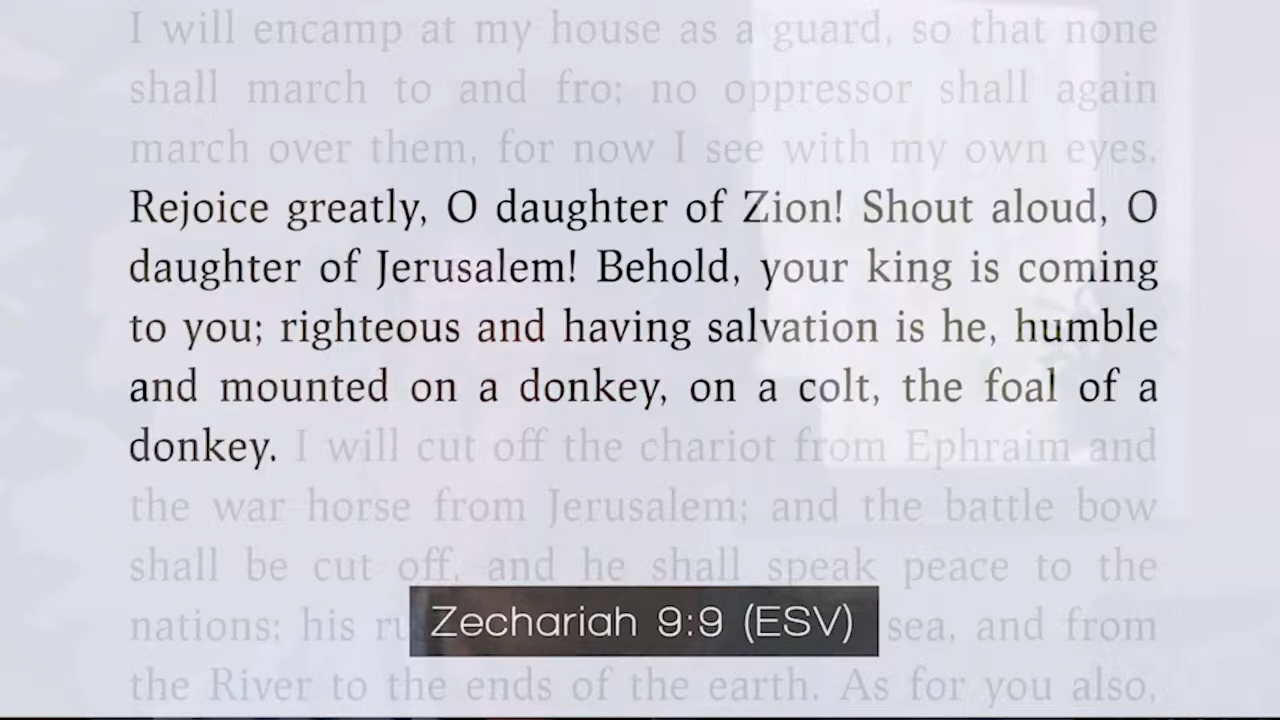 I will encamp at my house as a guard, so that none
shall march to and fro; no oppressor shall again
march over them, for now I see with my own eyes.
Rejoice greatly, O daughter of Zion! Shout aloud, O
daughter of Jerusalem! Behold, your king is coming
to you; righteous and having salvation is he, humble
and mounted on a donkey, on a colt, the foal of a
donkey. I will cut off the chariot from Ephraim and
the war horse from Jerusalem; and the battle bow
shall be cut off, and he shall speak peace to the
nations; his sea, and from
Zechariah 9:9 (ESV)
the River to the ends of the earth. As for you also,